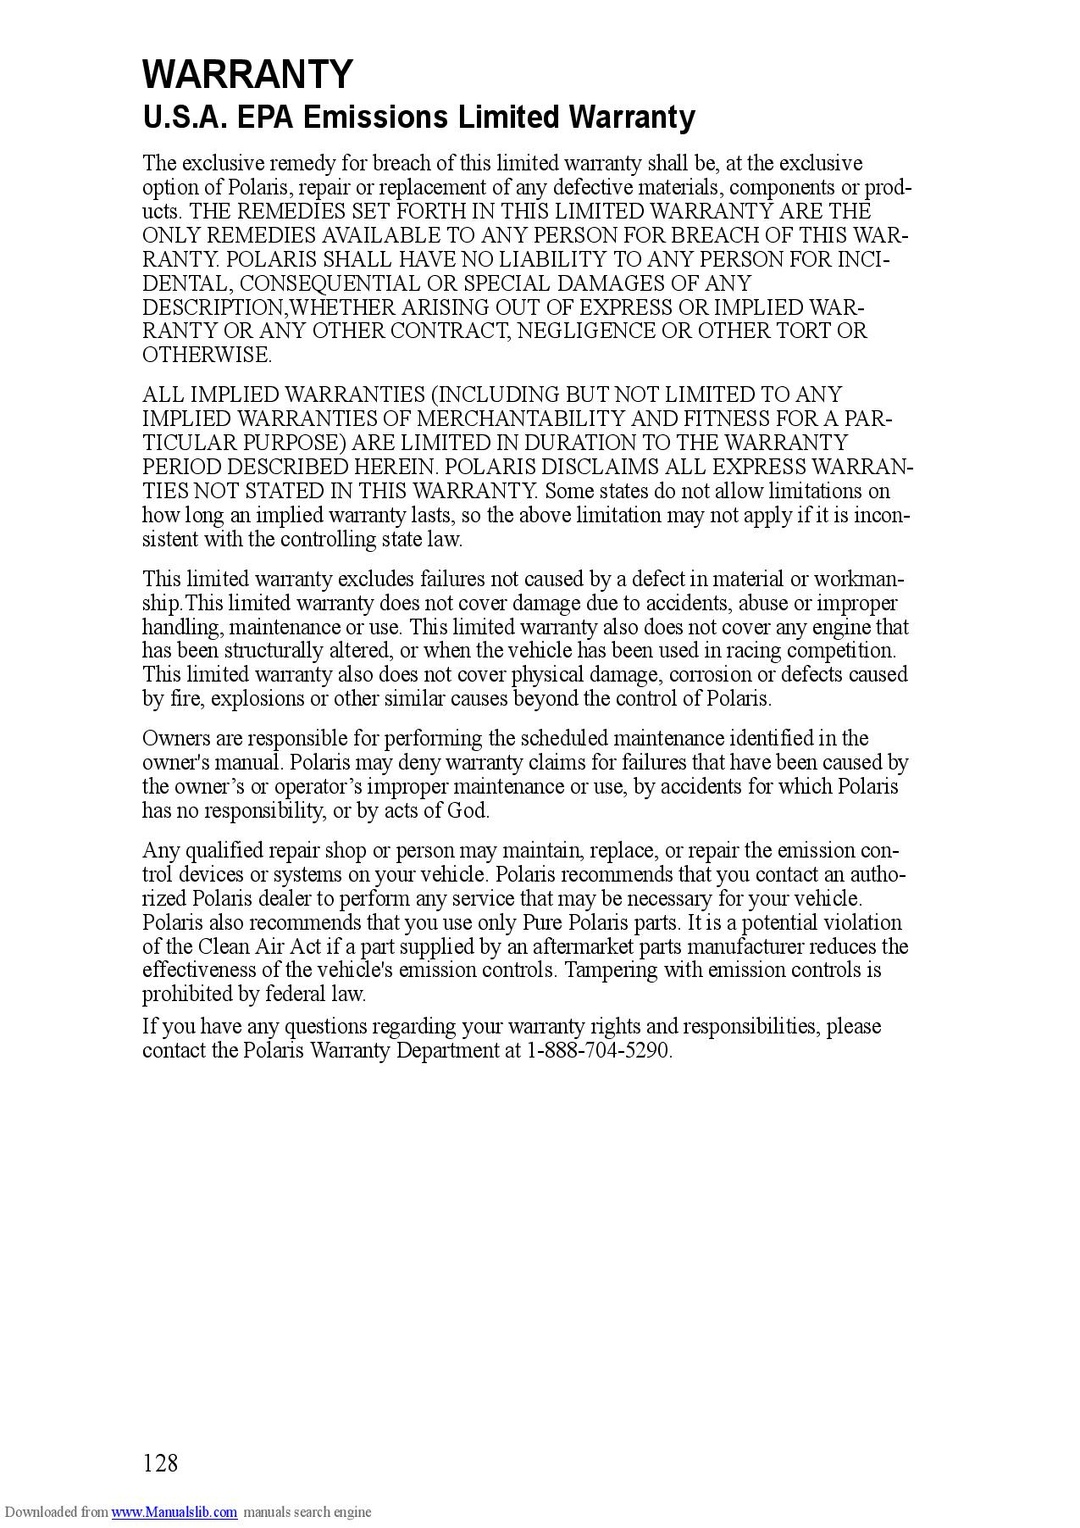 WARRANTY
U.S.A. EPA Emissions Limited Warranty
The exclusive remedy for breach of this limited warranty shall be, at the exclusive
option of Polaris, repair or replacement of any defective materials, components or prod-
ucts. THE REMEDIES SET FORTH IN THIS LIMITED WARRANTY ARE THE
ONLY REMEDIES AVAILABLE TO ANY PERSON FOR BREACH OF THIS WAR-
RANTY. POLARIS SHALL HAVE NO LIABILITY TO ANY PERSON FOR INCI-
DENTAL, CONSEQUENTIAL OR SPECIAL DAMAGES OF ANY
DESCRIPTION,WHETHER ARISING OUT OF EXPRESS OR IMPLIED WAR-
RANTY OR ANY OTHER CONTRACT, NEGLIGENCE OR OTHER TORT OR
OTHERWISE.
ALL IMPLIED WARRANTIES (INCLUDING BUT NOT LIMITED TO ANY
IMPLIED WARRANTIES OF MERCHANTABILITY AND FITNESS FOR A PAR-
TICULAR PURPOSE) ARE LIMITED IN DURATION TO THE WARRANTY
PERIOD DESCRIBED HEREIN. POLARIS DISCLAIMS ALL EXPRESS WARRAN-
TIES NOT STATED IN THIS WARRANTY. Some states do not allow limitations on
how long an implied warranty lasts, so the above limitation may not apply if it is incon-
sistent with the controlling state law.
This limited warranty excludes failures not caused by a defect in material or workman-
ship.This limited warranty does not cover damage due to accidents, abuse or improper
handling, maintenance or use. This limited warranty also does not cover any engine that
has been structurally altered, or when the vehicle has been used in racing competition.
This limited warranty also does not cover physical damage, corrosion or defects caused
by fire, explosions or other similar causes beyond the control of Polaris.
Owners are responsible for performing the scheduled maintenance identified in the
owner's manual. Polaris may deny warranty claims for failures that have been caused by
the owner’s or operator’s improper maintenance or use, by accidents for which Polaris
has no responsibility, or by acts of God.
Any qualified repair shop or person may maintain, replace, or repair the emission con-
trol devices or systems on your vehicle. Polaris recommends that you contact an autho-
rized Polaris dealer to perform any service that may be necessary for your vehicle.
Polaris also recommends that you use only Pure Polaris parts. It is a potential violation
of the Clean Air Act if a part supplied by an aftermarket parts manufacturer reduces the
effectiveness of the vehicle's emission controls. Tampering with emission controls is
prohibited by federal law.
If you have any questions regarding your warranty rights and responsibilities, please
contact the Polaris Warranty Department at 1-888-704-5290.
128
Downloaded from www.Manualslib.com manuals search engine